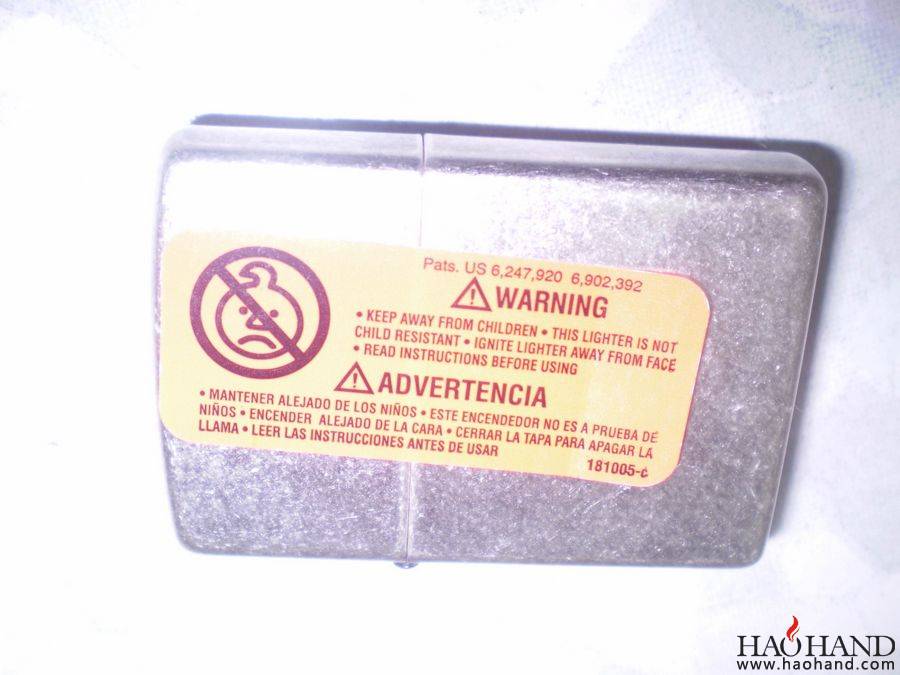 Pats. US 6,247,920 6,902,392
⚠ WARNING
• KEEP AWAY FROM CHILDREN • THIS LIGHTER IS NOT
CHILD RESISTANT • IGNITE LIGHTER AWAY FROM FACE
• READ INSTRUCTIONS BEFORE USING
⚠ ADVERTENCIA
• MANTENER ALEJADO DE LOS NIÑOS • ESTE ENCENDEDOR NO ES A PRUEBA DE
NIÑOS • ENCENDER ALEJADO DE LA CARA • CERRAR LA TAPA PARA APAGAR LA
LLAMA • LEER LAS INSTRUCCIONES ANTES DE USAR
181005-c
HAOHAND
www.haohand.com